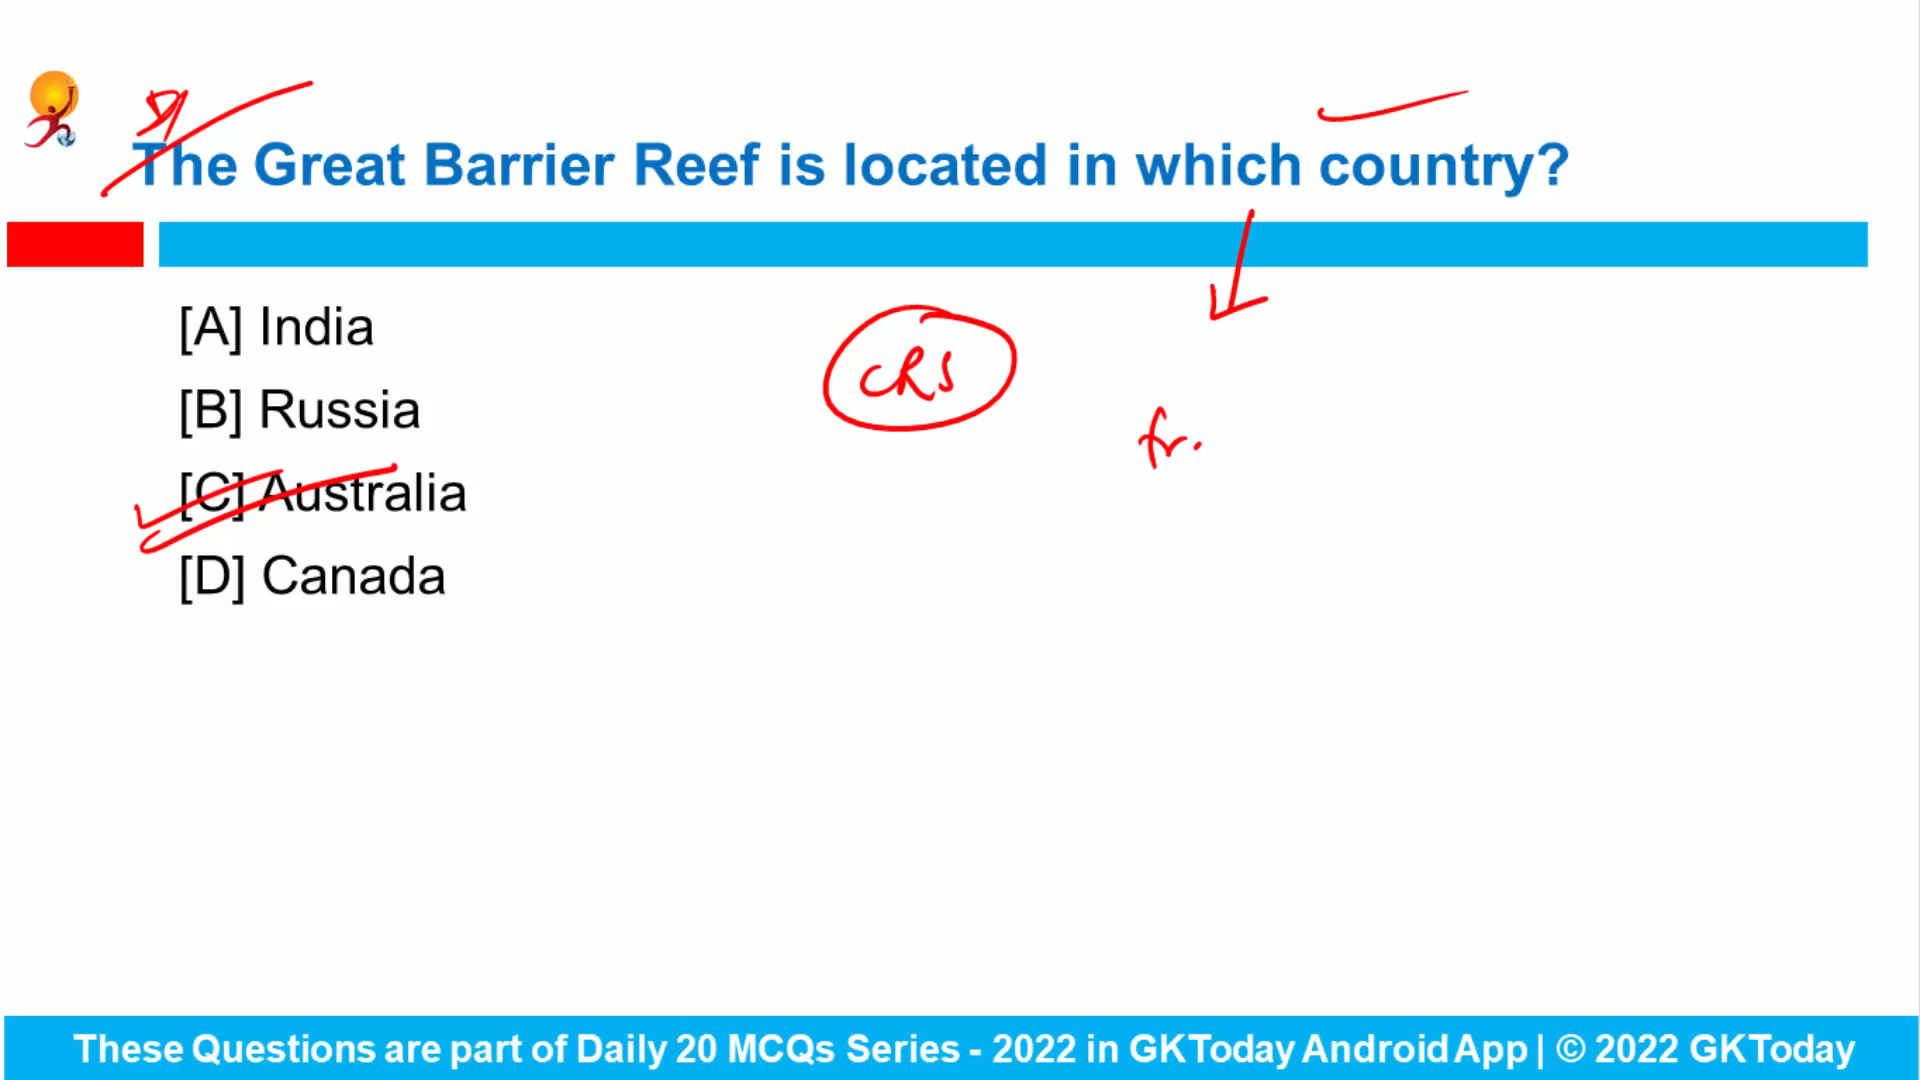 The Great Barrier Reef is located in which country?
[A] India
[B] Russia
CRS
fr.
[C] Australia
[D] Canada
These Questions are part of Daily 20 MCQs Series - 2022 in GKToday Android App | © 2022 GKToday